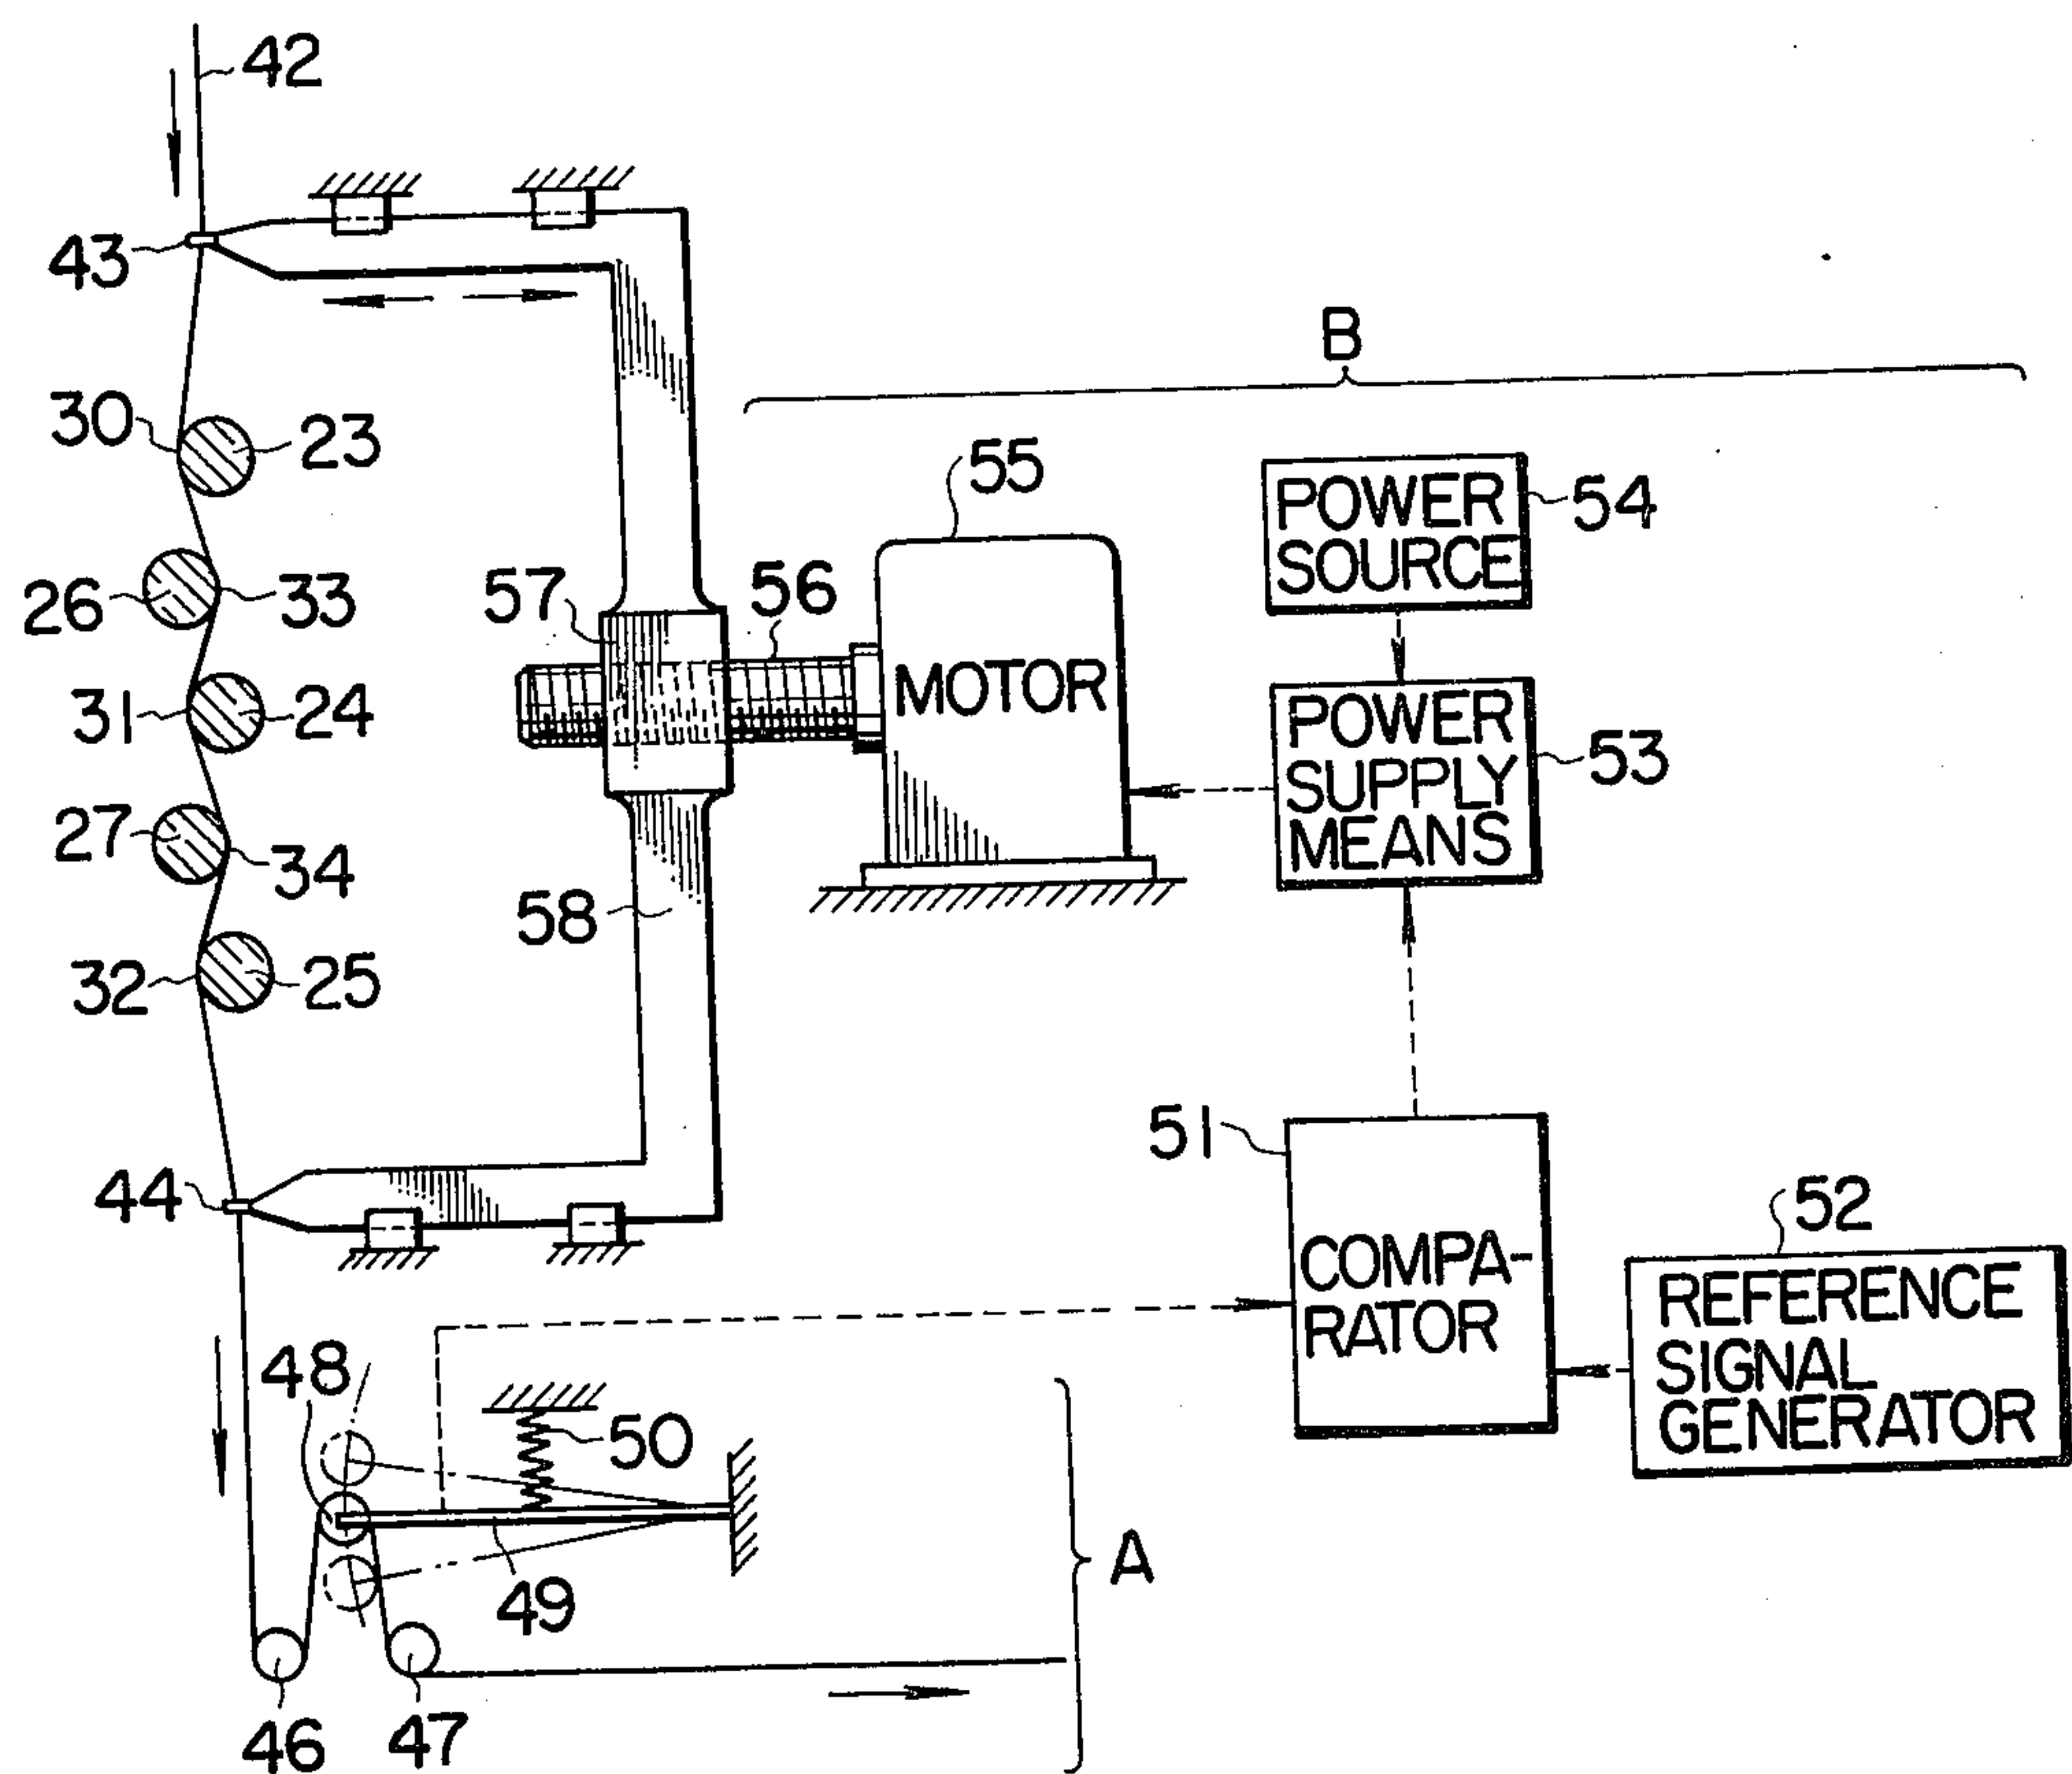 42
43
B
30
23
55
POWER
SOURCE
54
26
33
57
56
31
24
MOTOR
POWER
SUPPLY
MEANS
53
27
34
58
32
25
51
44
52
COMPA-
RATOR
REFERENCE
SIGNAL
GENERATOR
48
50
A
49
46
47